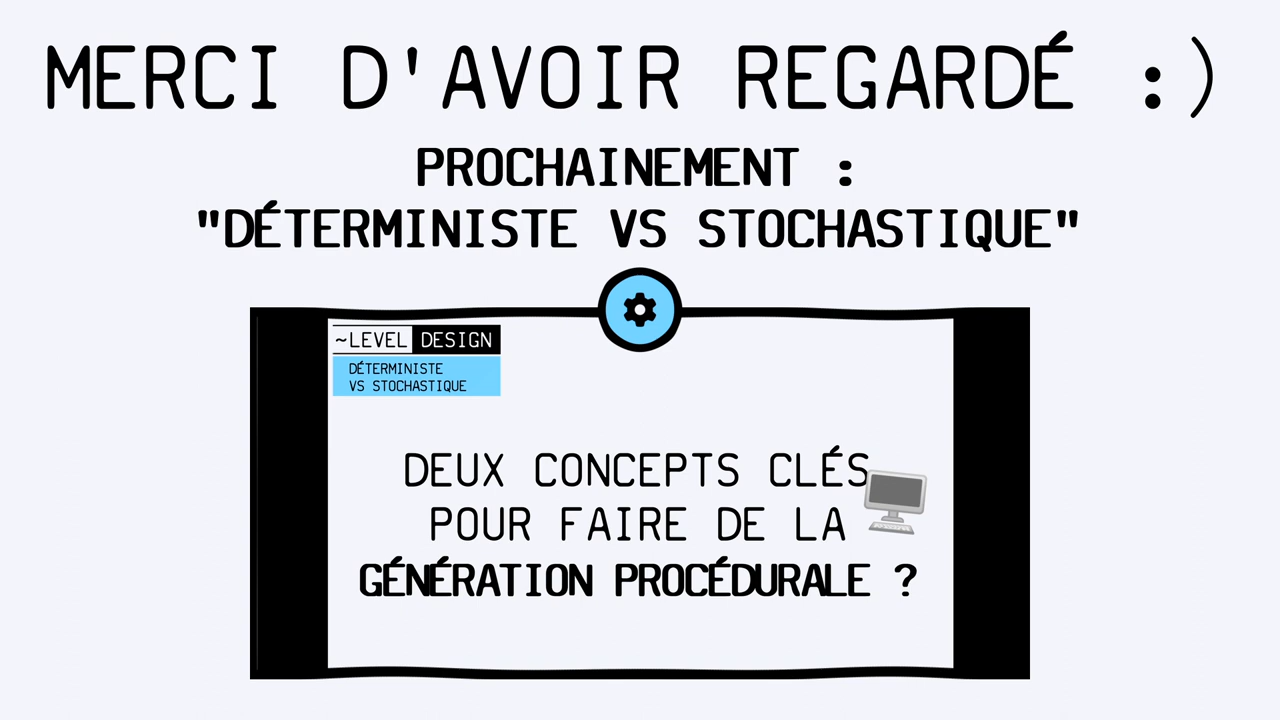 MERCI D'AVOIR REGARDÉ :)
PROCHAINEMENT :
"DÉTERMINISTE VS STOCHASTIQUE"
~LEVEL DESIGN
DÉTERMINISTE
VS STOCHASTIQUE
DEUX CONCEPTS CLÉS
POUR FAIRE DE LA
GÉNÉRATION PROCÉDURALE ?